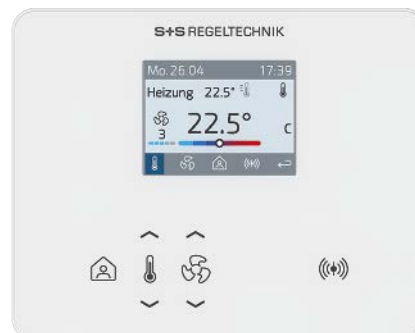 S+S REGELTECHNIK
Mo.26.04 17:39
Heizung 22.5°
22.5° C
3